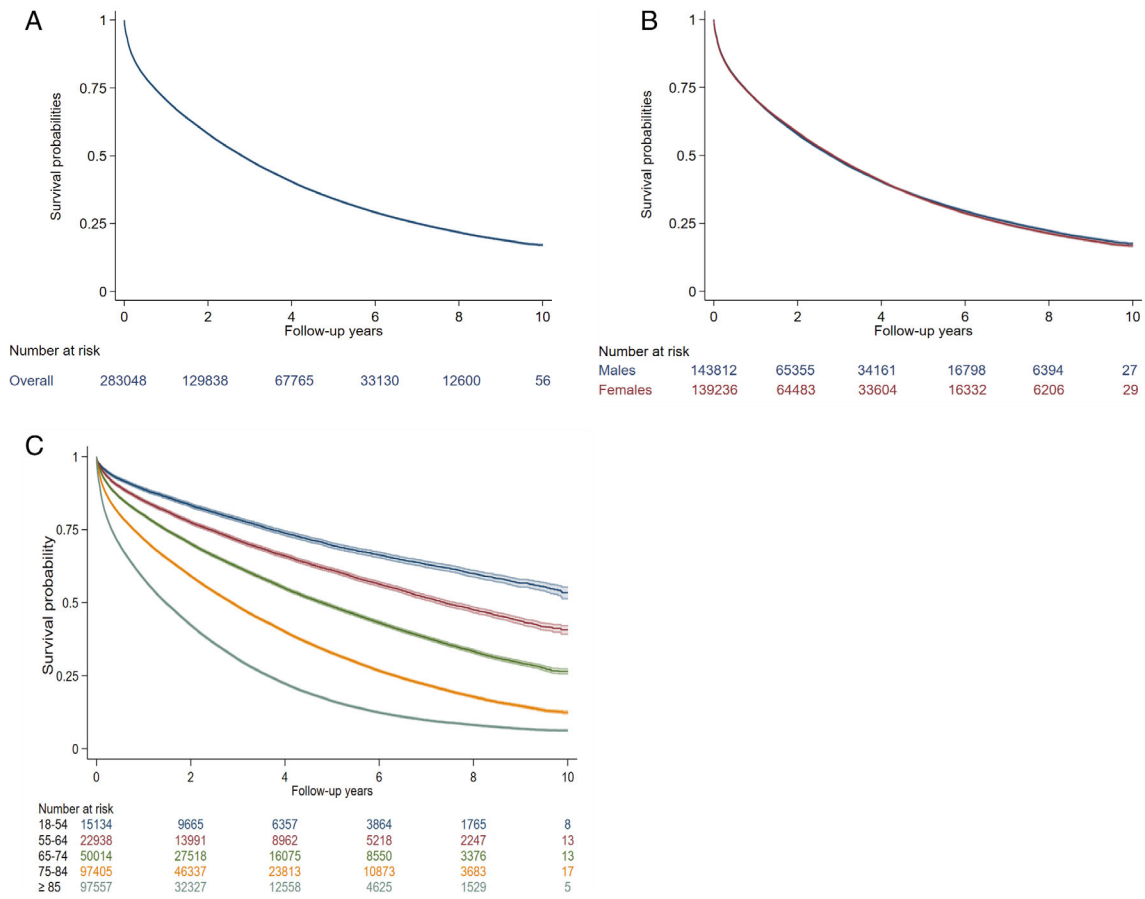 A
1
0.75
0.5
0.25
0
Survival probabilities
0 2 4 6 8 10
Follow-up years
Number at risk
Overall 283048 129838 67765 33130 12600 56
B
1
0.75
0.5
0.25
0
Survival probabilities
0 2 4 6 8 10
Follow-up years
Number at risk
Males 143812 65355 34161 16798 6394 27
Females 139236 64483 33604 16332 6206 29
C
1
0.75
0.5
0.25
0
Survival probability
0 2 4 6 8 10
Follow-up years
Number at risk
18-54 15134 9665 6357 3864 1765 8
55-64 22938 13991 8962 5218 2247 13
65-74 50014 27518 16075 8550 3376 13
75-84 97405 46337 23813 10873 3683 17
≥ 85 97557 32327 12558 4625 1529 5